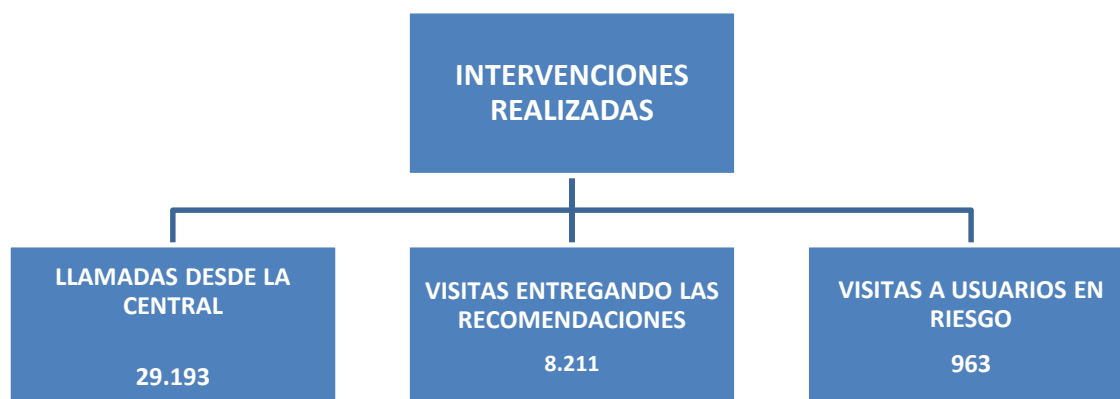 INTERVENCIONES
REALIZADAS
LLAMADAS DESDE LA
CENTRAL
29.193
VISITAS ENTREGANDO LAS
RECOMENDACIONES
8.211
VISITAS A USUARIOS EN
RIESGO
963